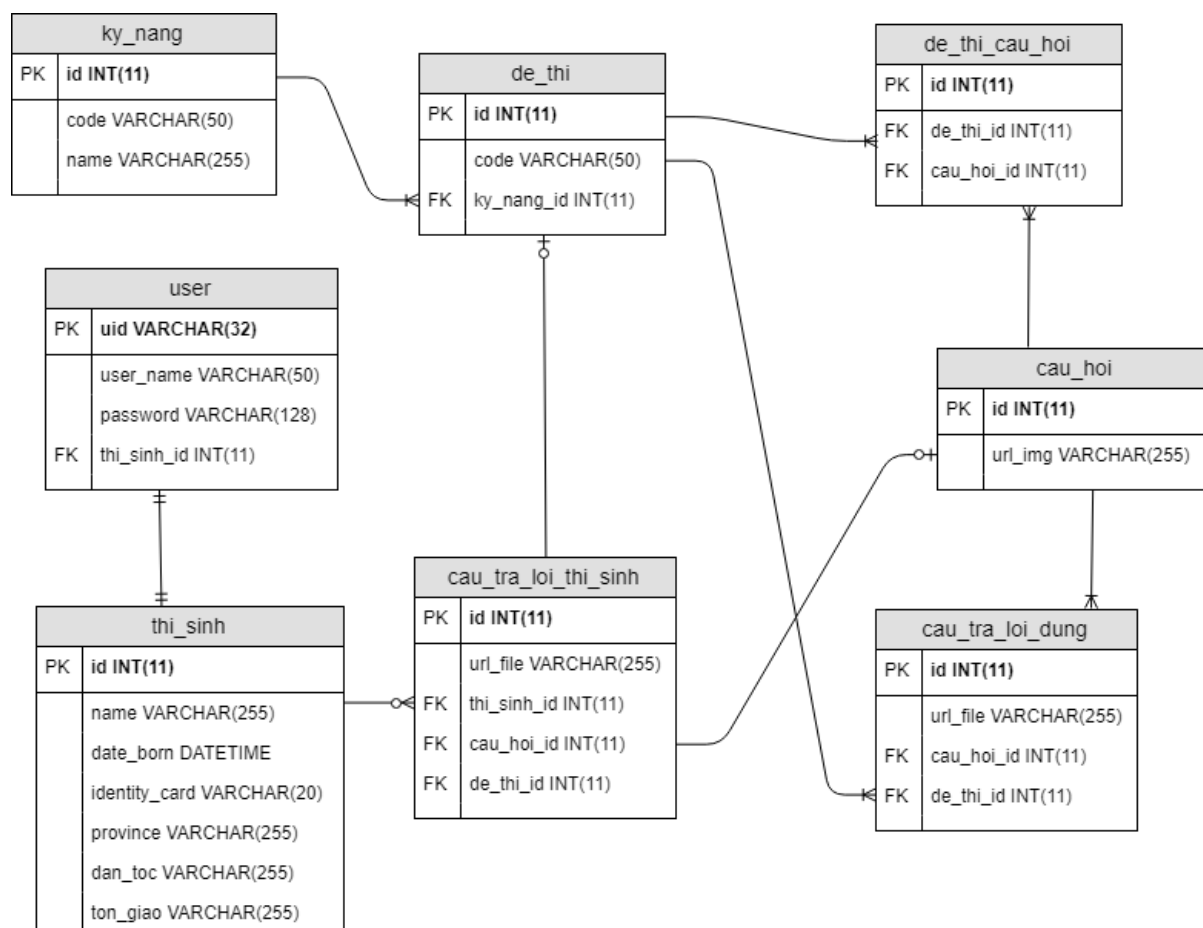 ky_nang
PK id INT(11)
code VARCHAR(50)
name VARCHAR(255)
de_thi
PK id INT(11)
code VARCHAR(50)
FK ky_nang_id INT(11)
de_thi_cau_hoi
PK id INT(11)
FK de_thi_id INT(11)
FK cau_hoi_id INT(11)
user
PK uid VARCHAR(32)
user_name VARCHAR(50)
password VARCHAR(128)
FK thi_sinh_id INT(11)
cau_hoi
PK id INT(11)
url_img VARCHAR(255)
thi_sinh
PK id INT(11)
name VARCHAR(255)
date_born DATETIME
identity_card VARCHAR(20)
province VARCHAR(255)
dan_toc VARCHAR(255)
ton_giao VARCHAR(255)
cau_tra_loi_thi_sinh
PK id INT(11)
url_file VARCHAR(255)
FK thi_sinh_id INT(11)
FK cau_hoi_id INT(11)
FK de_thi_id INT(11)
cau_tra_loi_dung
PK id INT(11)
url_file VARCHAR(255)
FK cau_hoi_id INT(11)
FK de_thi_id INT(11)